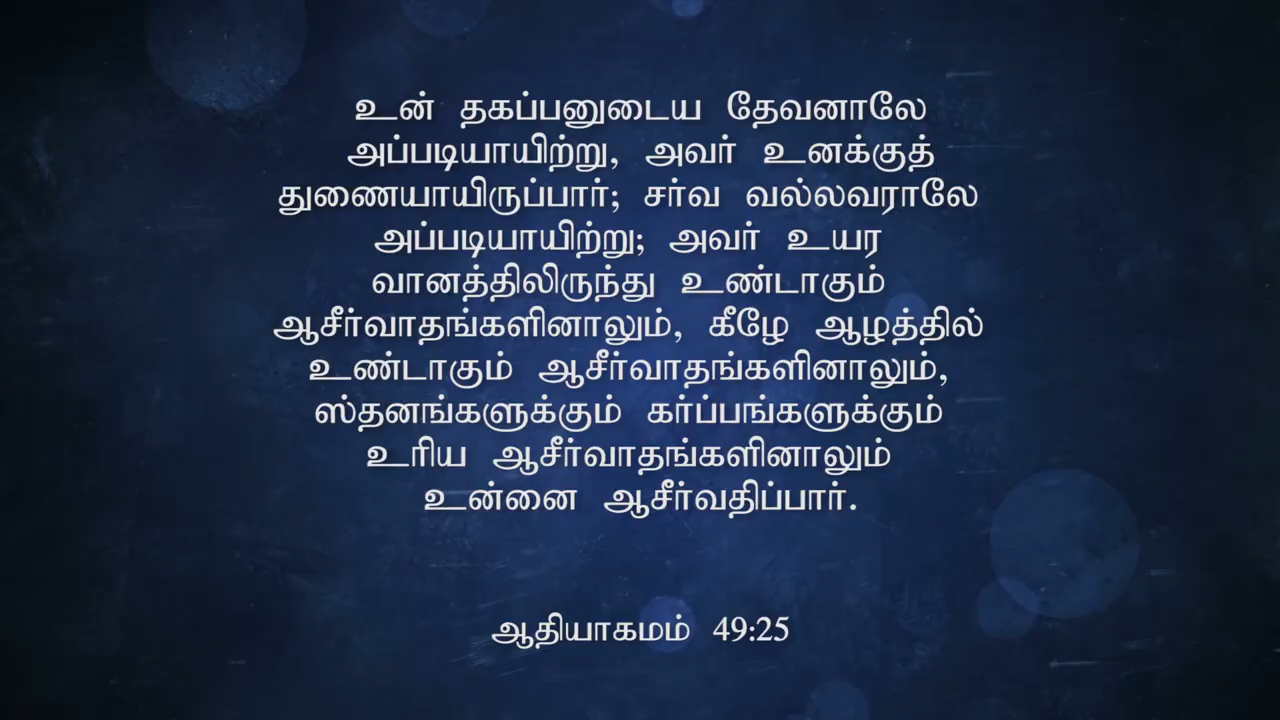 உன் தகப்பனுடைய தேவனாலே
அப்படியாயிற்று, அவர் உனக்குத்
துணையாயிருப்பார்; சர்வ வல்லவராலே
அப்படியாயிற்று; அவர் உயர
வானத்திலிருந்து உண்டாகும்
ஆசீர்வாதங்களினாலும், கீழே ஆழத்தில்
உண்டாகும் ஆசீர்வாதங்களினாலும்,
ஸ்தனங்களுக்கும் கர்ப்பங்களுக்கும்
உரிய ஆசீர்வாதங்களினாலும்
உன்னை ஆசீர்வதிப்பார்.
ஆதியாகமம் 49:25